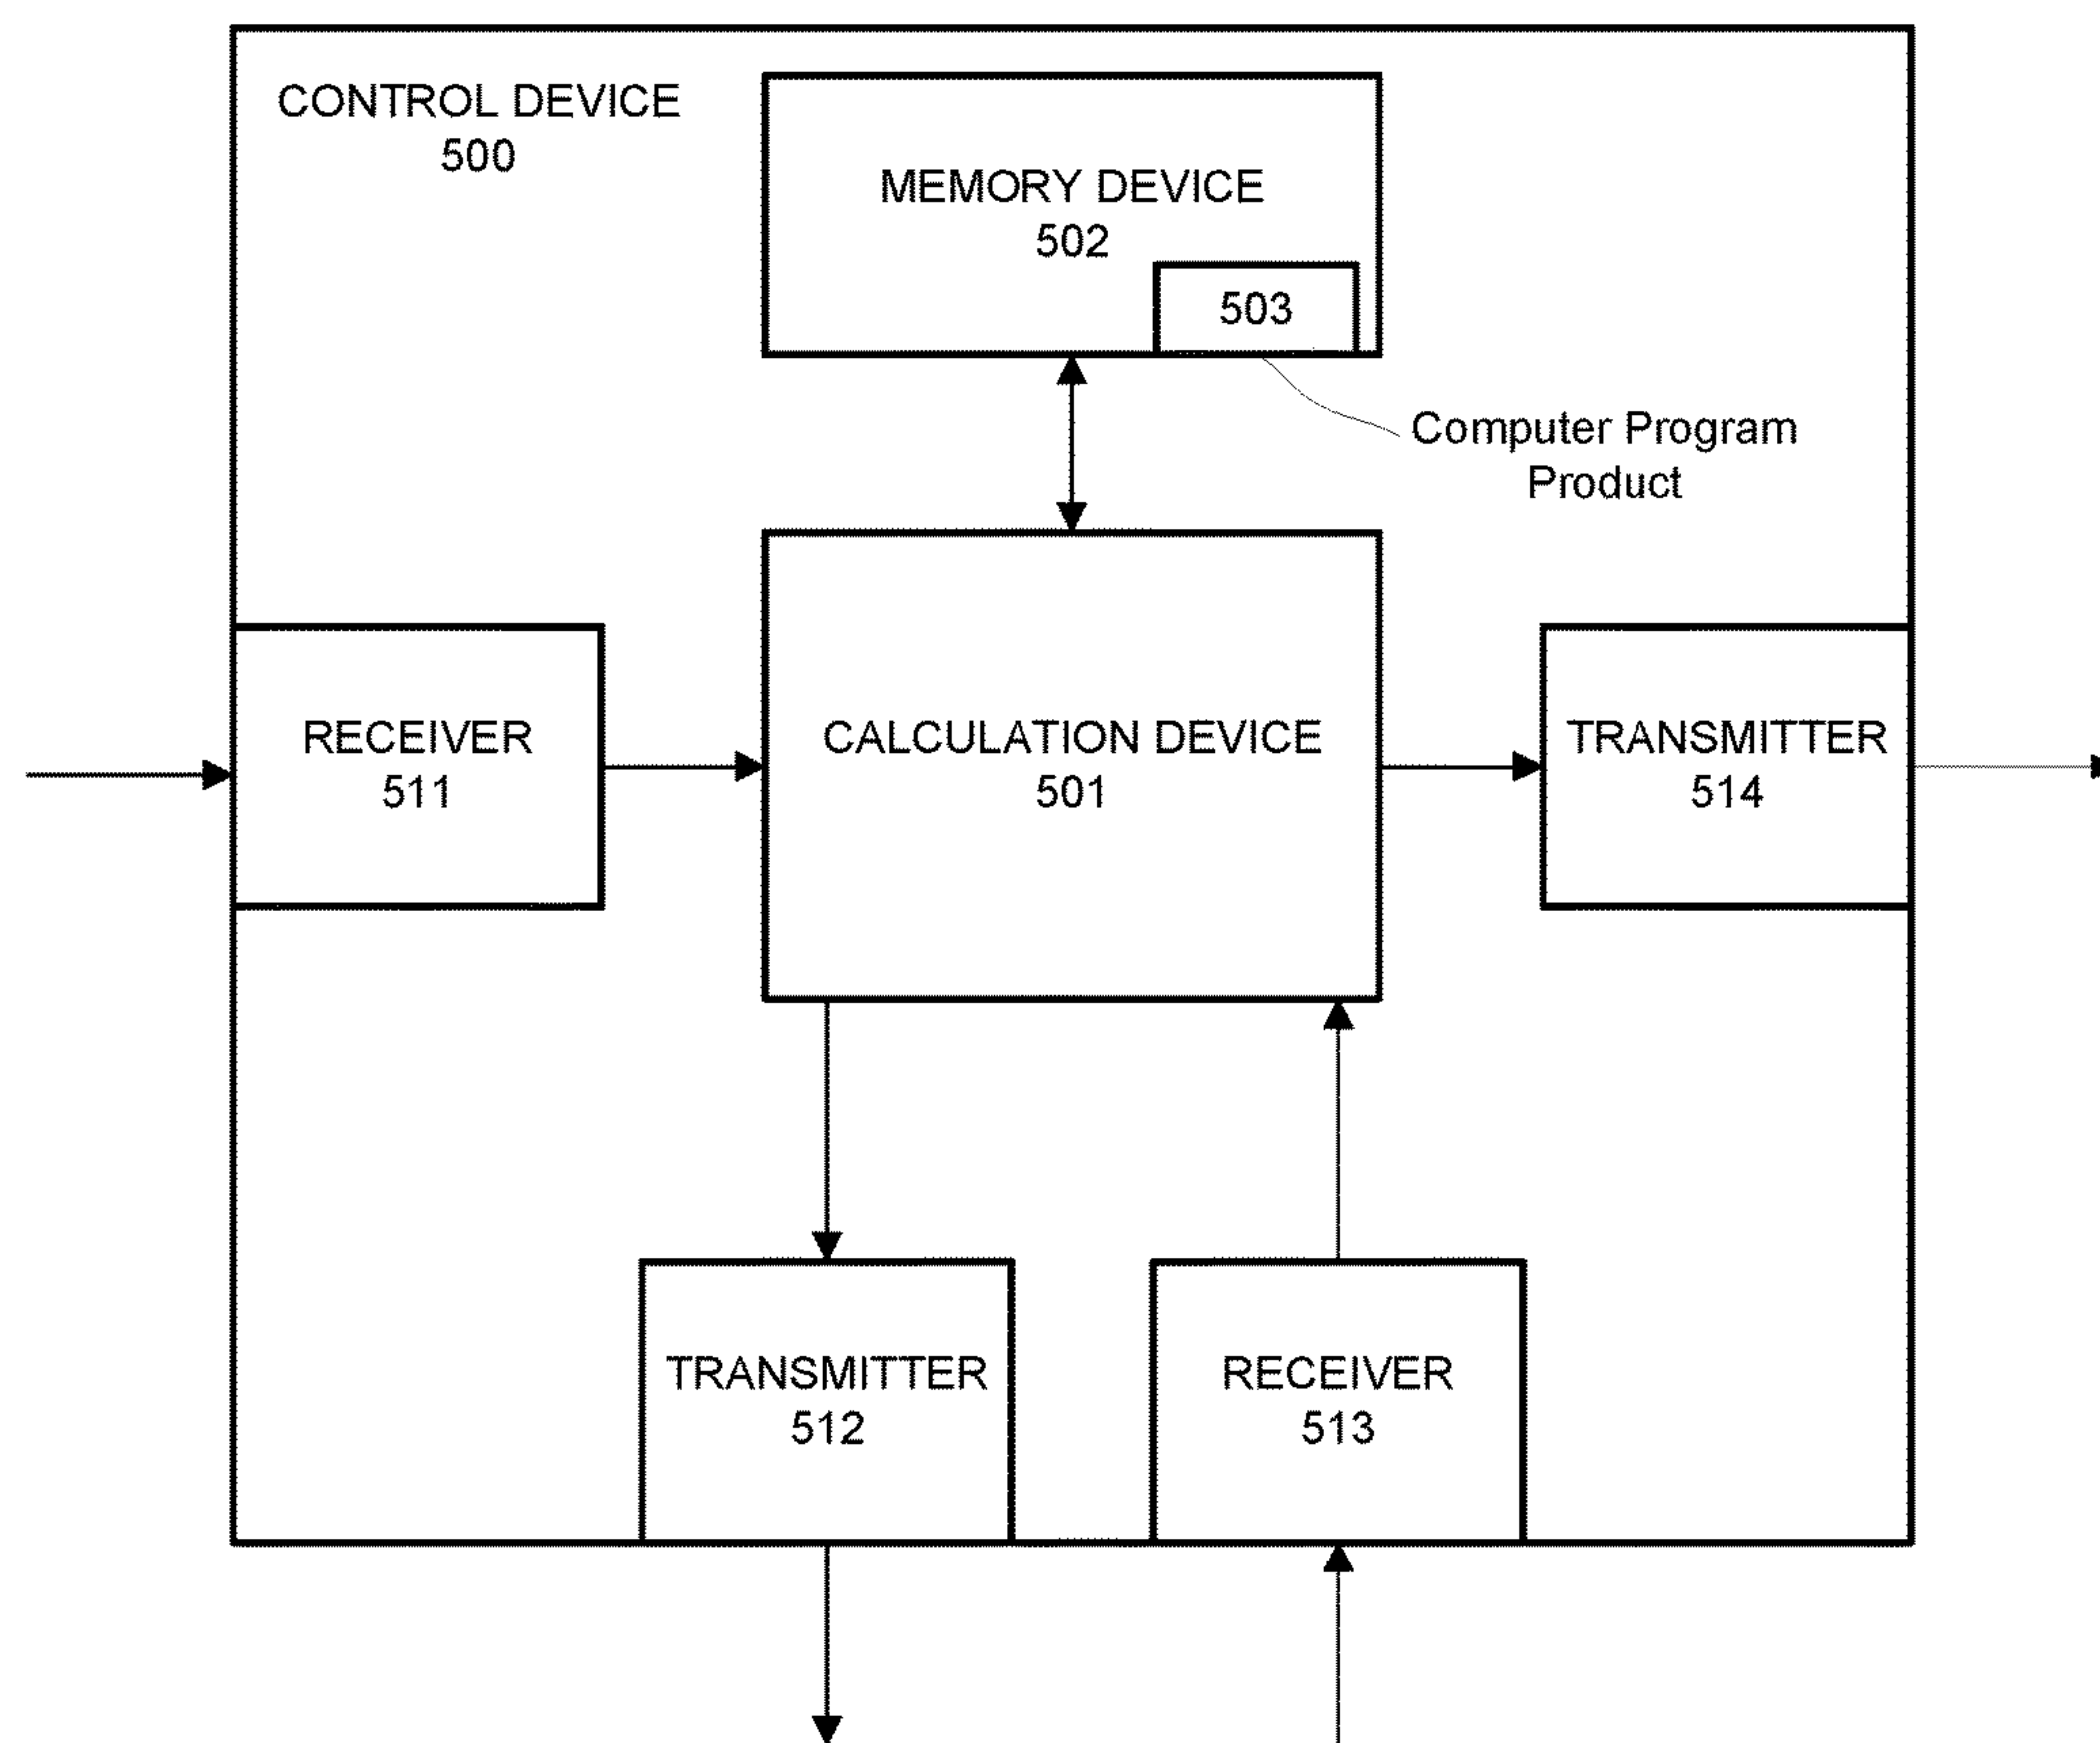 CONTROL DEVICE
500
MEMORY DEVICE
502
503
Computer Program
Product
RECEIVER
511
CALCULATION DEVICE
501
TRANSMITTER
514
TRANSMITTER
512
RECEIVER
513